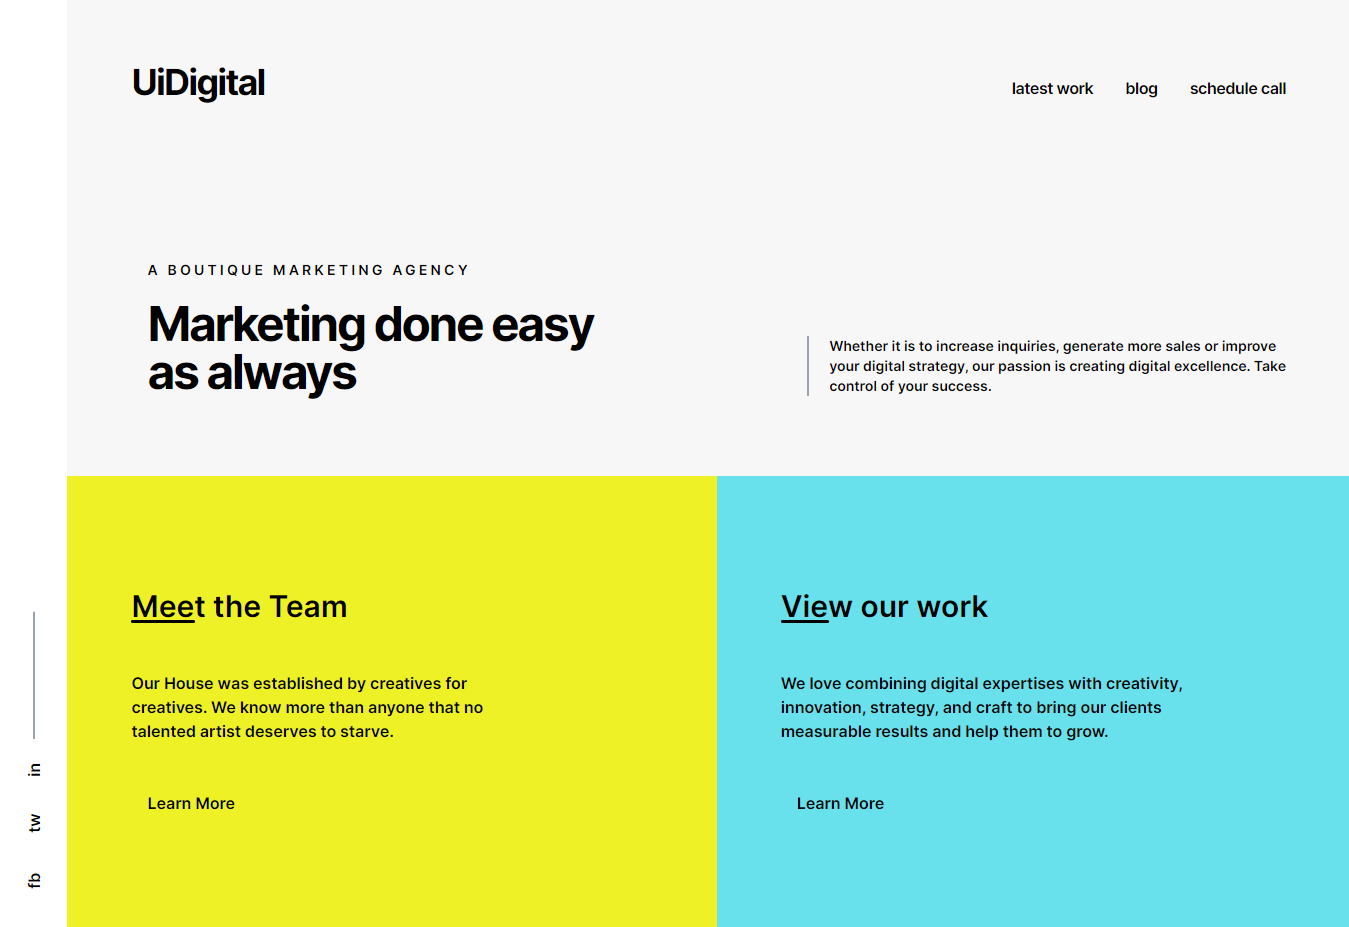 UiDigital
latest work
blog
schedule call
A BOUTIQUE MARKETING AGENCY
Marketing done easy
as always
Whether it is to increase inquiries, generate more sales or improve
your digital strategy, our passion is creating digital excellence. Take
control of your success.
Meet the Team
Our House was established by creatives for
creatives. We know more than anyone that no
talented artist deserves to starve.
Learn More
View our work
We love combining digital expertises with creativity,
innovation, strategy, and craft to bring our clients
measurable results and help them to grow.
Learn More
in
tw
fb